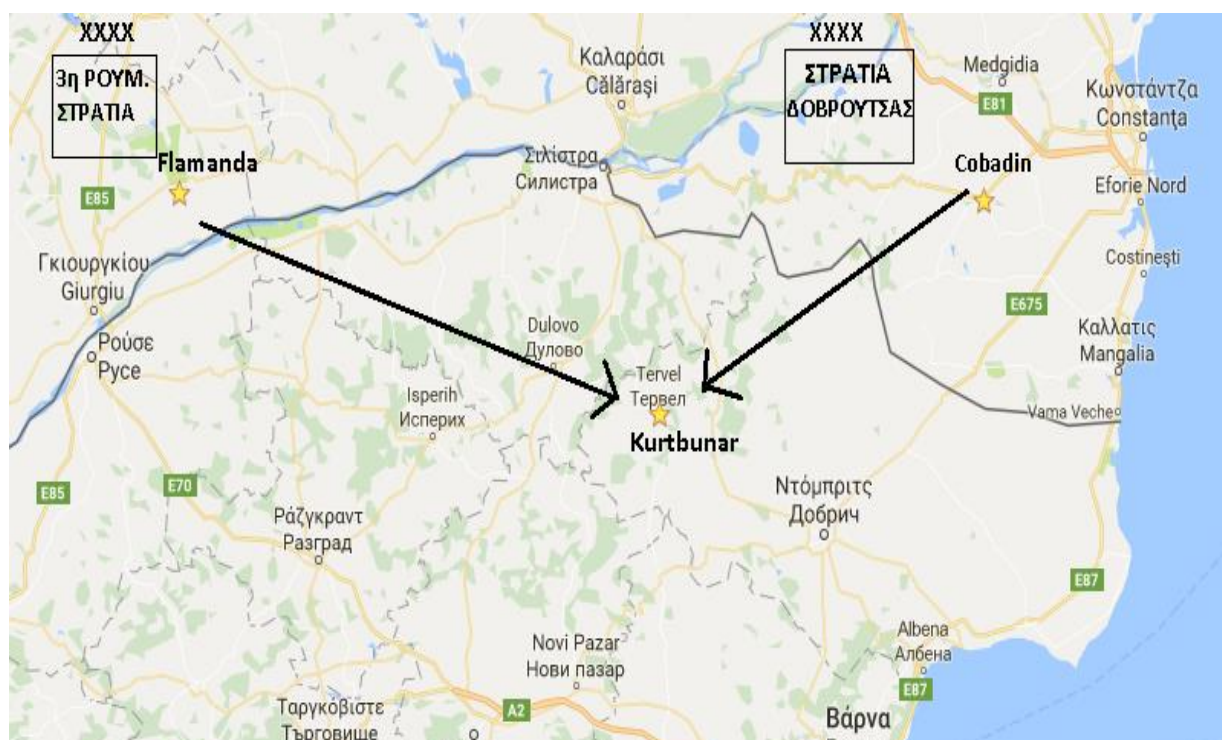 XXXX
3η ΡΟΥΜ.
ΣΤΡΑΤΙΑ
Flamanda
XXXX
ΣΤΡΑΤΙΑ
ΔΟΒΡΟΥΤΣΑΣ
Cobadin
Καλαράσι
Călărași
Medgidia
Κωνστάντζα
Constanța
E81
Σιλίστρα
Силистра
E85
Eforie Nord
Γκιουργκίου
Giurgiu
Costinești
E675
Ρούσε
Русе
Dulovo
Дулово
Καλλατις
Mangalia
Tervel
Тервел
Isperih
Исперих
Vama Veche
Kurtbunar
E85
E70
Ντόμπριτς
Добрич
Ράζγκραντ
Разград
E87
Albena
Албена
Novi Pazar
Нови пазар
E87
Ταργκόβιστε
Търговище
A2
Βάρνα